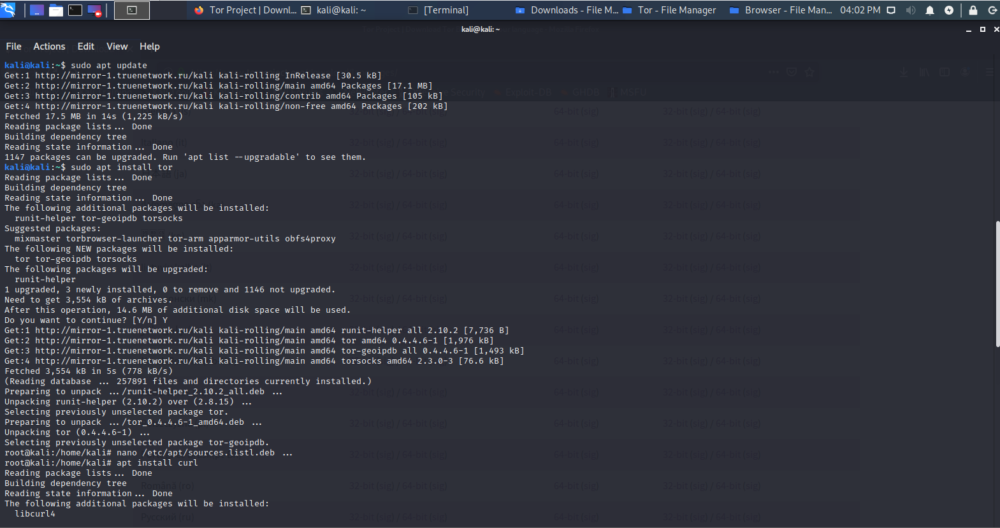 Tor Project | Downl...
kali@kali: ~
[Terminal]
Downloads - File M...
Tor - File Manager
Browser - File Man...
04:02 PM
kali@kali: ~
File Actions Edit View Help
kali@kali:~$ sudo apt update
Get:1 http://mirror-1.truenetwork.ru/kali kali-rolling InRelease [30.5 kB]
Get:2 http://mirror-1.truenetwork.ru/kali kali-rolling/main amd64 Packages [17.1 MB]
Get:3 http://mirror-1.truenetwork.ru/kali kali-rolling/contrib amd64 Packages [105 kB]
Get:4 http://mirror-1.truenetwork.ru/kali kali-rolling/non-free amd64 Packages [202 kB]
Fetched 17.5 MB in 14s (1,225 kB/s)
Reading package lists... Done
Building dependency tree
Reading state information... Done
1147 packages can be upgraded. Run 'apt list --upgradable' to see them.
kali@kali:~$ sudo apt install tor
Reading package lists... Done
Building dependency tree
Reading state information... Done
The following additional packages will be installed:
runit-helper tor-geoipdb torsocks
Suggested packages:
mixmaster torbrowser-launcher tor-arm apparmor-utils obfs4proxy
The following NEW packages will be installed:
tor tor-geoipdb torsocks
The following packages will be upgraded:
runit-helper
1 upgraded, 3 newly installed, 0 to remove and 1146 not upgraded.
Need to get 3,554 kB of archives.
After this operation, 14.6 MB of additional disk space will be used.
Do you want to continue? [Y/n] Y
Get:1 http://mirror-1.truenetwork.ru/kali kali-rolling/main amd64 runit-helper all 2.10.2 [7,736 B]
Get:2 http://mirror-1.truenetwork.ru/kali kali-rolling/main amd64 tor amd64 0.4.4.6-1 [1,976 kB]
Get:3 http://mirror-1.truenetwork.ru/kali kali-rolling/main amd64 tor-geoipdb all 0.4.4.6-1 [1,493 kB]
Get:4 http://mirror-1.truenetwork.ru/kali kali-rolling/main amd64 torsocks amd64 2.3.0-3 [76.6 kB]
Fetched 3,554 kB in 5s (778 kB/s)
(Reading database ... 257891 files and directories currently installed.)
Preparing to unpack .../runit-helper_2.10.2_all.deb ...
Unpacking runit-helper (2.10.2) over (2.8.15) ...
Selecting previously unselected package tor.
Preparing to unpack .../tor_0.4.4.6-1_amd64.deb ...
Unpacking tor (0.4.4.6-1) ...
Selecting previously unselected package tor-geoipdb.
root@kali:/home/kali# nano /etc/apt/sources.listl.deb ...
root@kali:/home/kali# apt install curl
Reading package lists... Done
Building dependency tree
Reading state information... Done
The following additional packages will be installed:
libcurl4